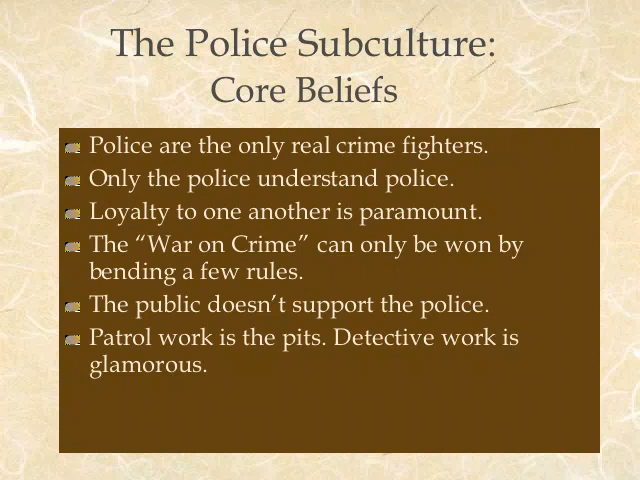 The Police Subculture:
Core Beliefs
Police are the only real crime fighters.
Only the police understand police.
Loyalty to one another is paramount.
The “War on Crime” can only be won by
bending a few rules.
The public doesn’t support the police.
Patrol work is the pits. Detective work is
glamorous.